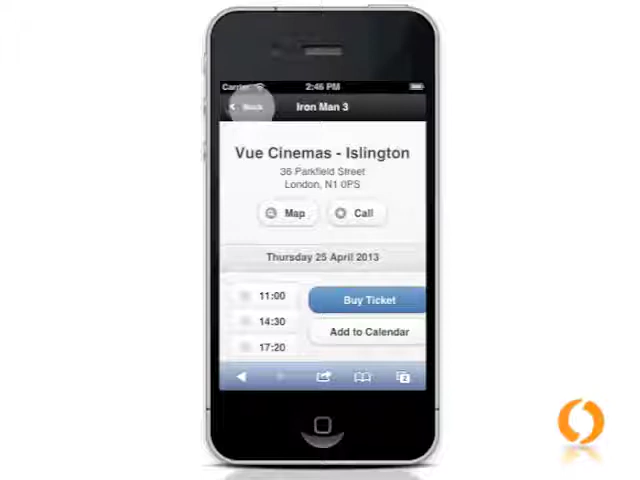 Carrier 2:46 PM
Back Iron Man 3
Vue Cinemas - Islington
36 Parkfield Street
London, N1 0PS
Map Call
Thursday 25 April 2013
11:00
Buy Ticket
14:30
Add to Calendar
17:20
2